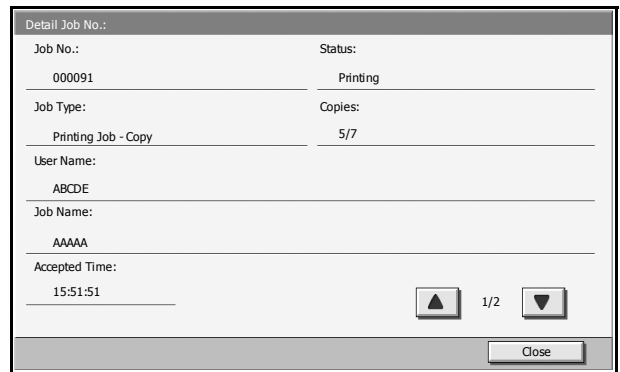 Detail Job No.:
Job No.: Status:
000091 Printing
Job Type: Copies:
Printing Job - Copy 5/7
User Name:
ABCDE
Job Name:
AAAAA
Accepted Time:
15:51:51
1/2
Close